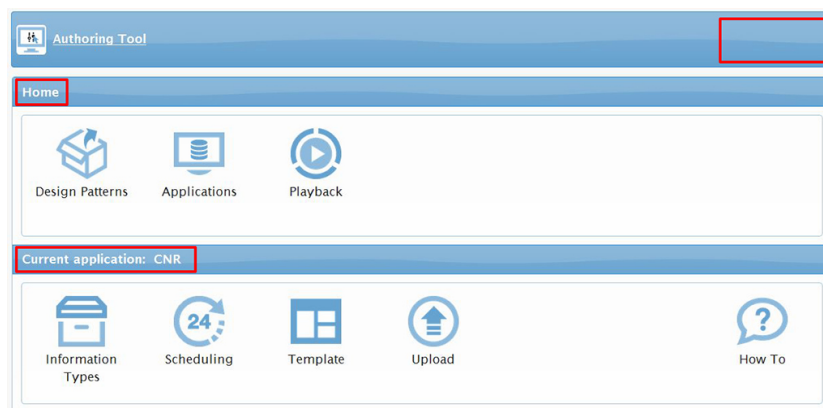 Authoring Tool
Home
Design Patterns
Applications
Playback
Current application: CNR
24
Information
Types
Scheduling
Template
Upload
?
How To